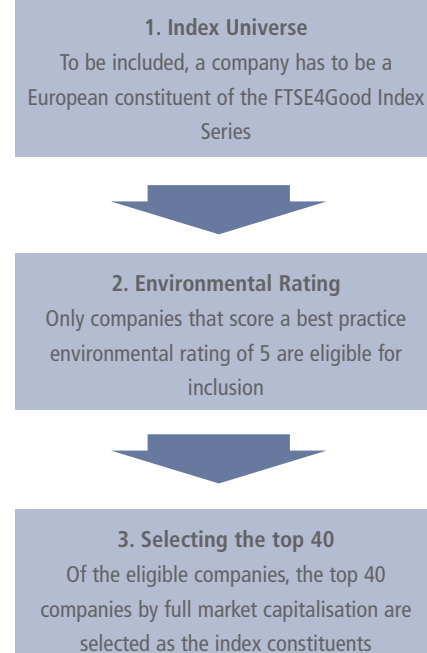 1. Index Universe
To be included, a company has to be a
European constituent of the FTSE4Good Index
Series
2. Environmental Rating
Only companies that score a best practice
environmental rating of 5 are eligible for
inclusion
3. Selecting the top 40
Of the eligible companies, the top 40
companies by full market capitalisation are
selected as the index constituents